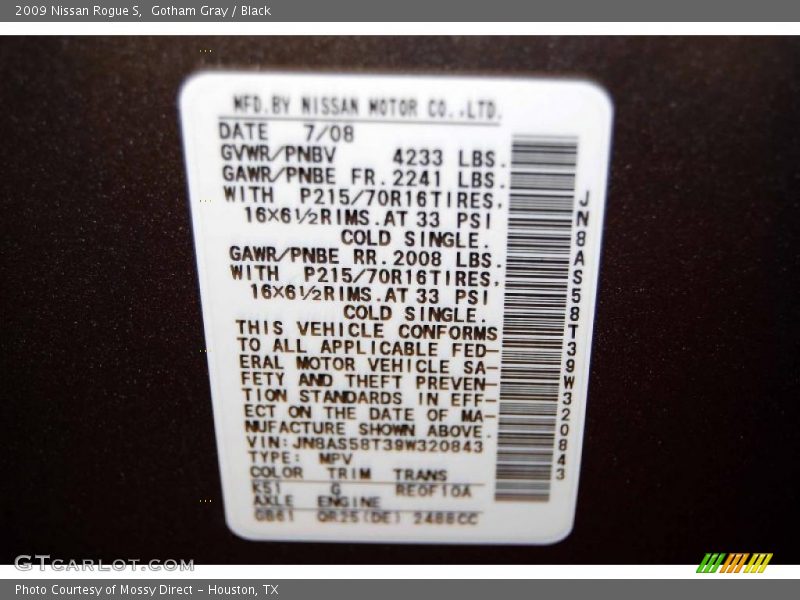 2009 Nissan Rogue S,  Gotham Gray / Black
MFD.BY NISSAN MOTOR CO.,LTD.
DATE 7/08
GVWR/PNBV 4233 LBS.
GAWR/PNBE FR.2241 LBS.
WITH P215/70R16TIRES,
16×6½RIMS.AT 33 PSI
COLD SINGLE.
GAWR/PNBE RR.2008 LBS.
WITH P215/70R16TIRES,
16×6½RIMS.AT 33 PSI
COLD SINGLE.
THIS VEHICLE CONFORMS
TO ALL APPLICABLE FED–
ERAL MOTOR VEHICLE SA–
FETY AND THEFT PREVEN–
TION STANDARDS IN EFF–
ECT ON THE DATE OF MA–
NUFACTURE SHOWN ABOVE.
VIN:JN8AS58T39W320843
TYPE: MPV
COLOR TRIM TRANS
K51 G RE0F10A
AXLE ENGINE
GB61 QR25(DE) 2488CC
JN8AS58T39W320843
GTcarlot.com
Photo Courtesy of Mossy Direct – Houston, TX